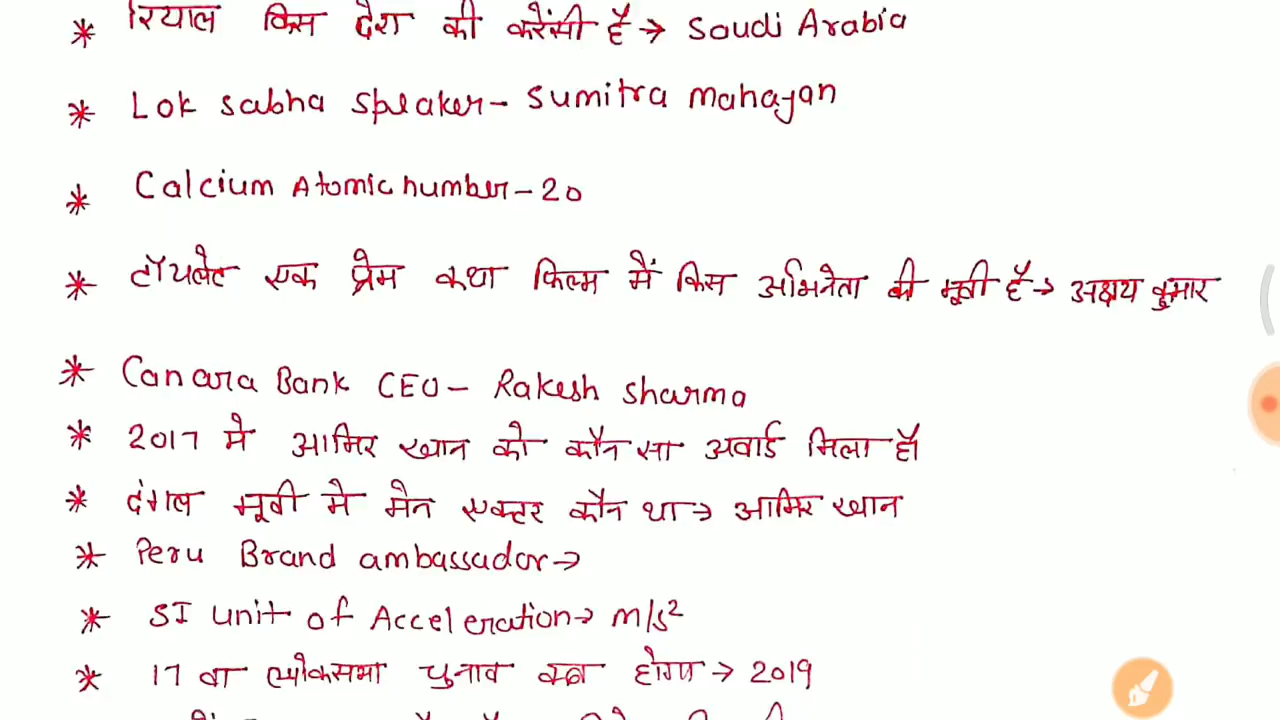 * रियाल किस देश की करेंसी है → Saudi Arabia
* Lok sabha speaker - Sumitra mahajan
* Calcium Atomic number - 20
* टॉयलेट एक प्रेम कथा फिल्म में किस अभिनेता की मूवी है → अक्षय कुमार
* Canara Bank CEO - Rakesh Sharma
* 2017 मे आमिर खान को कौन सा अवार्ड मिला है
* दंगल मूवी मे मेन एक्टर कौन था → आमिर खान
* Peru Brand ambassador →
* SI unit of Acceleration → m/s²
* 17 वा लोकसभा चुनाव कब होगा → 2019